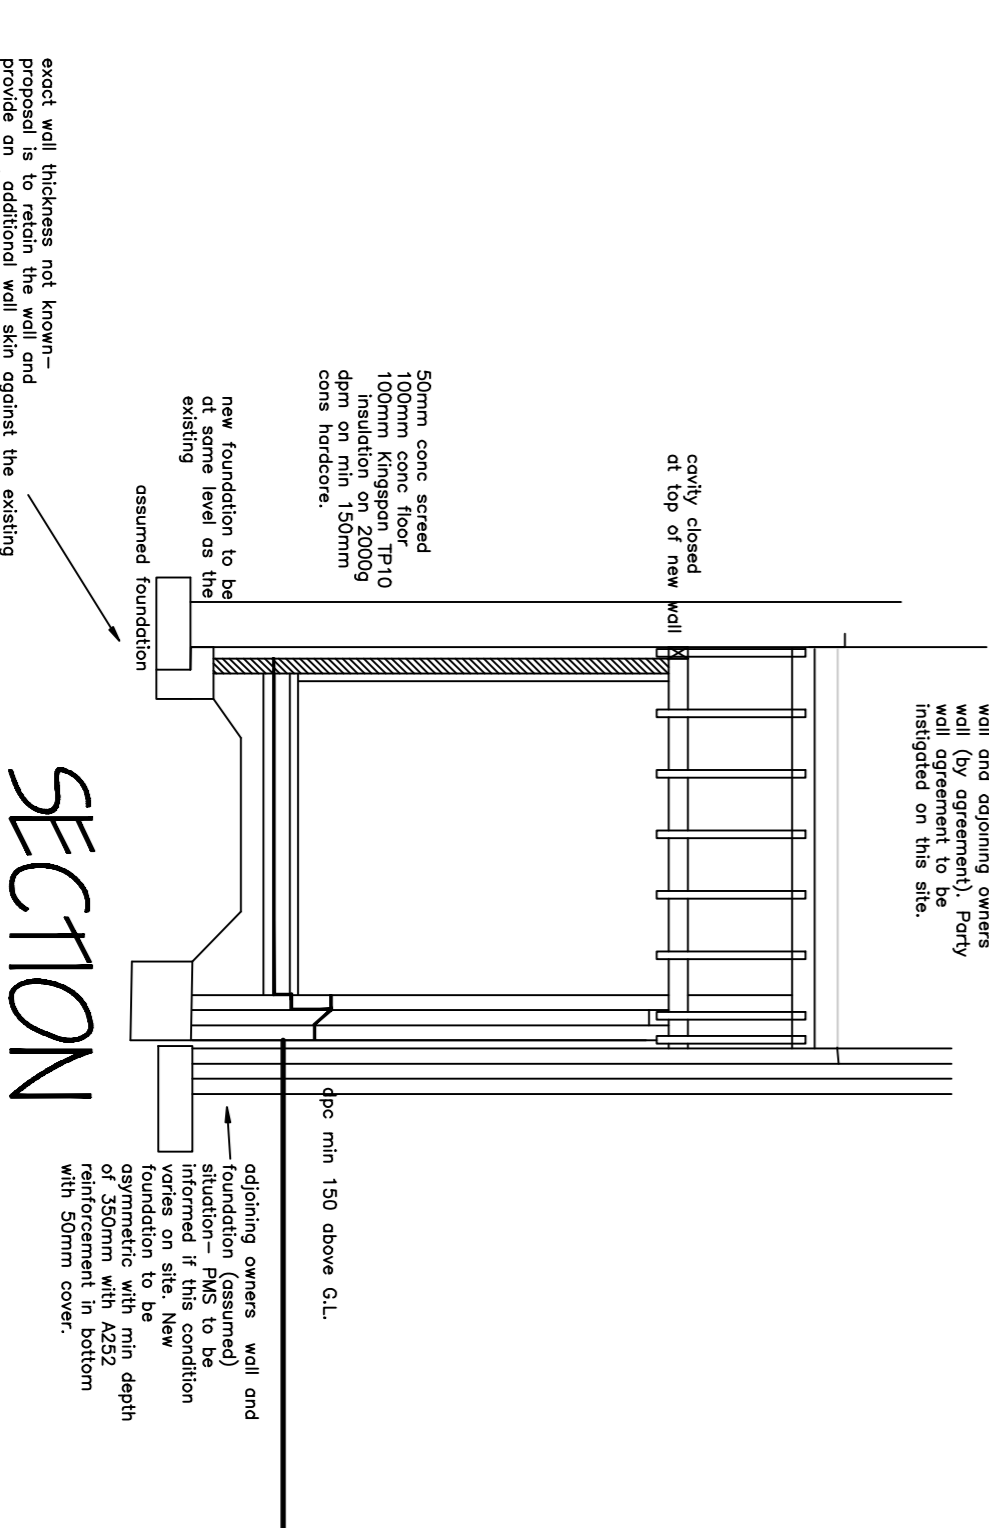 wall and adjoining owners
wall (by agreement). Party
wall agreement to be
instigated on this site.
cavity closed
at top of new wall
50mm conc screed
100mm conc floor
100mm Kingspan TP10
insulation on 2000g
dpm on min 150mm
cons hardcore.
new foundation to be
at same level as the
existing
assumed foundation
exact wall thickness not known-
proposal is to retain the wall and
provide an additional wall skin against the existing
dpc min 150 above G.L.
adjoining owners wall and
foundation (assumed)
situation- PMS to be
informed if this condition
varies on site. New
foundation to be
asymmetric with min depth
of 350mm with A252
reinforcement in bottom
with 50mm cover.
SECTION